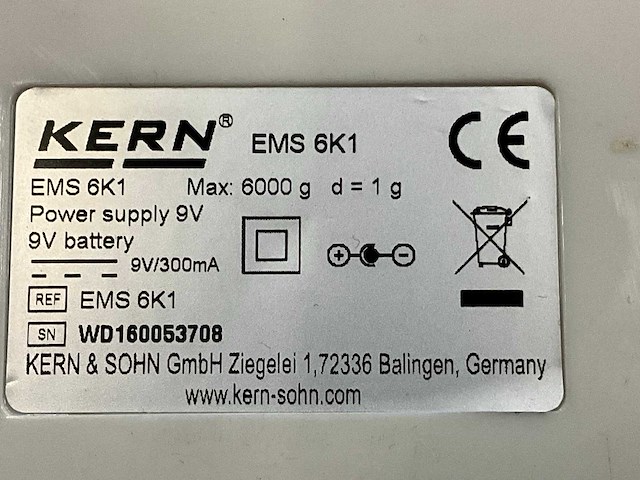 KERN® EMS 6K1
CE
EMS 6K1 Max: 6000 g d = 1 g
Power supply 9V
9V battery
9V/300mA
REF EMS 6K1
SN WD160053708
KERN & SOHN GmbH Ziegelei 1,72336 Balingen, Germany
www.kern-sohn.com